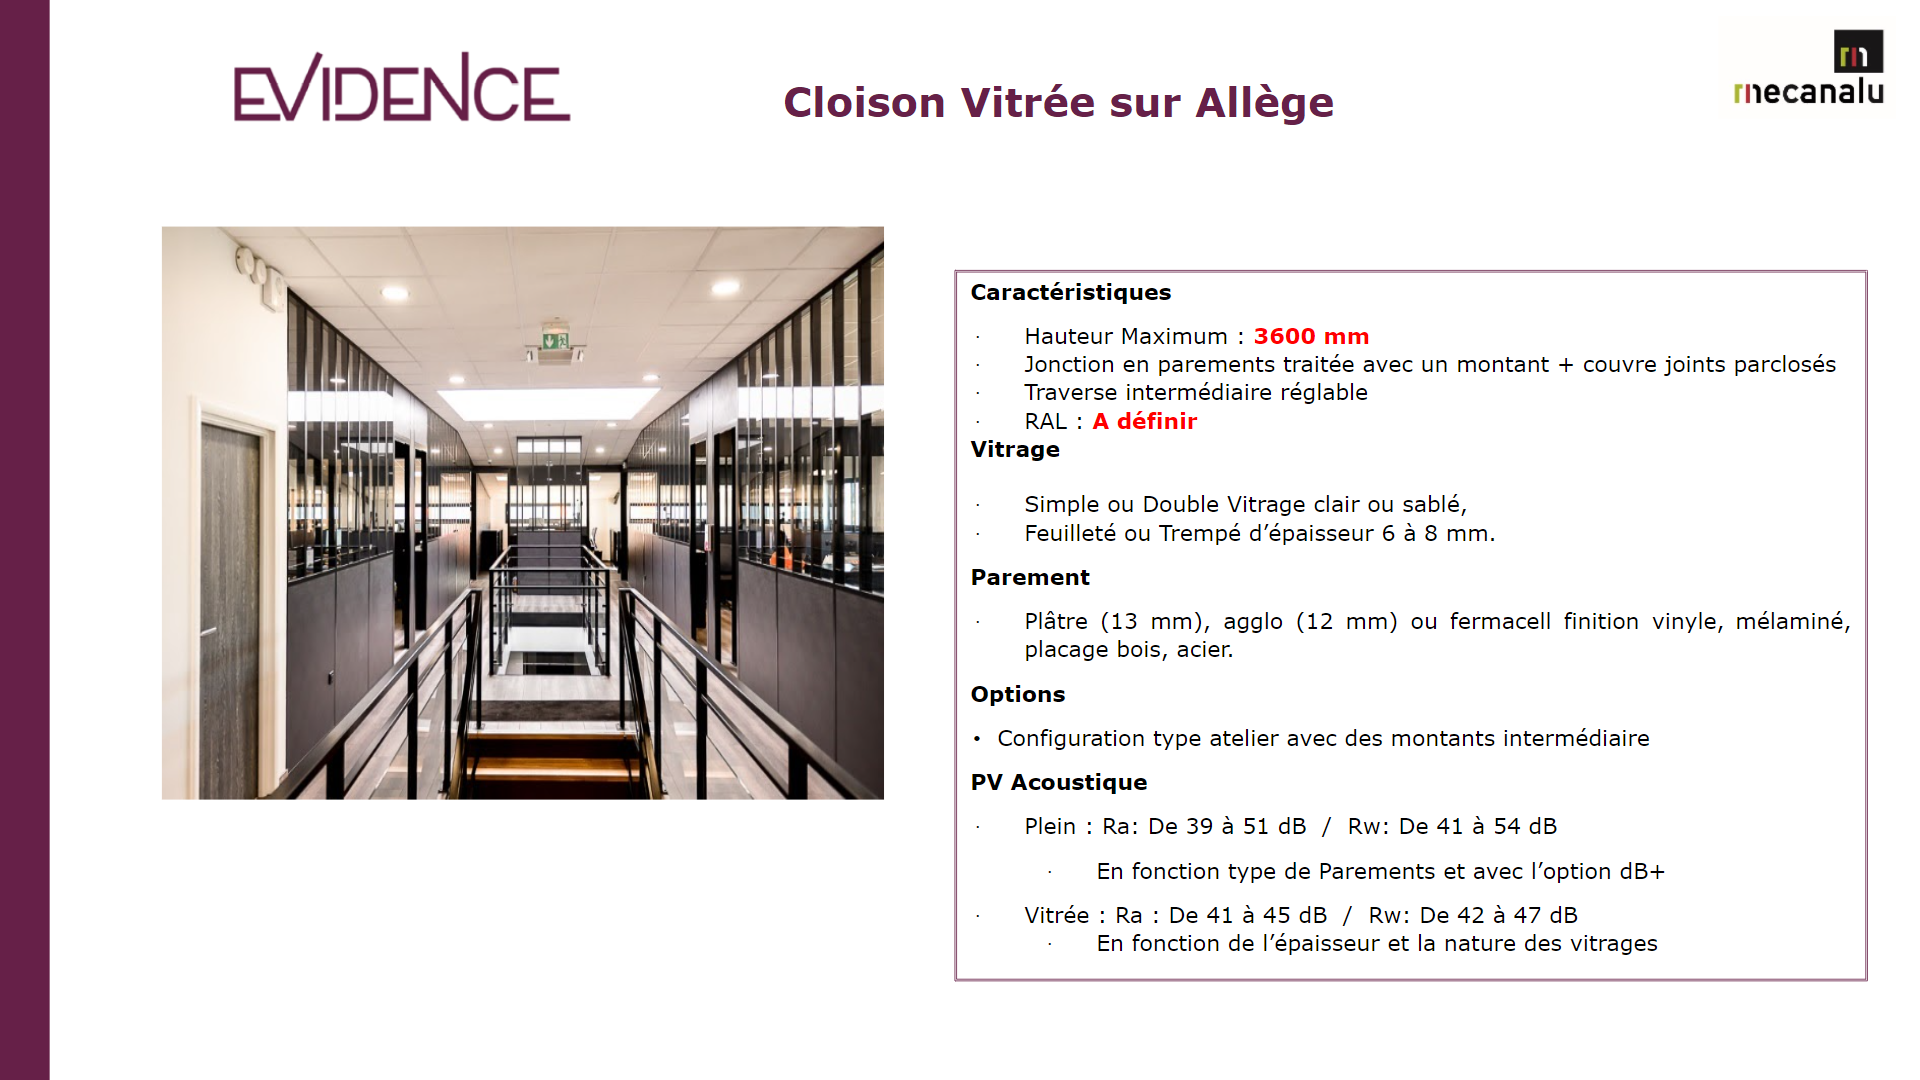 EVIDENCE
Cloison Vitrée sur Allège
mecanalu
Caractéristiques
· Hauteur Maximum : 3600 mm
· Jonction en parements traitée avec un montant + couvre joints parclosés
· Traverse intermédiaire réglable
· RAL : A définir
Vitrage
· Simple ou Double Vitrage clair ou sablé,
· Feuilleté ou Trempé d’épaisseur 6 à 8 mm.
Parement
· Plâtre (13 mm), agglo (12 mm) ou fermacell finition vinyle, mélaminé,
placage bois, acier.
Options
• Configuration type atelier avec des montants intermédiaire
PV Acoustique
· Plein : Ra: De 39 à 51 dB / Rw: De 41 à 54 dB
· En fonction type de Parements et avec l’option dB+
· Vitrée : Ra : De 41 à 45 dB / Rw: De 42 à 47 dB
· En fonction de l’épaisseur et la nature des vitrages